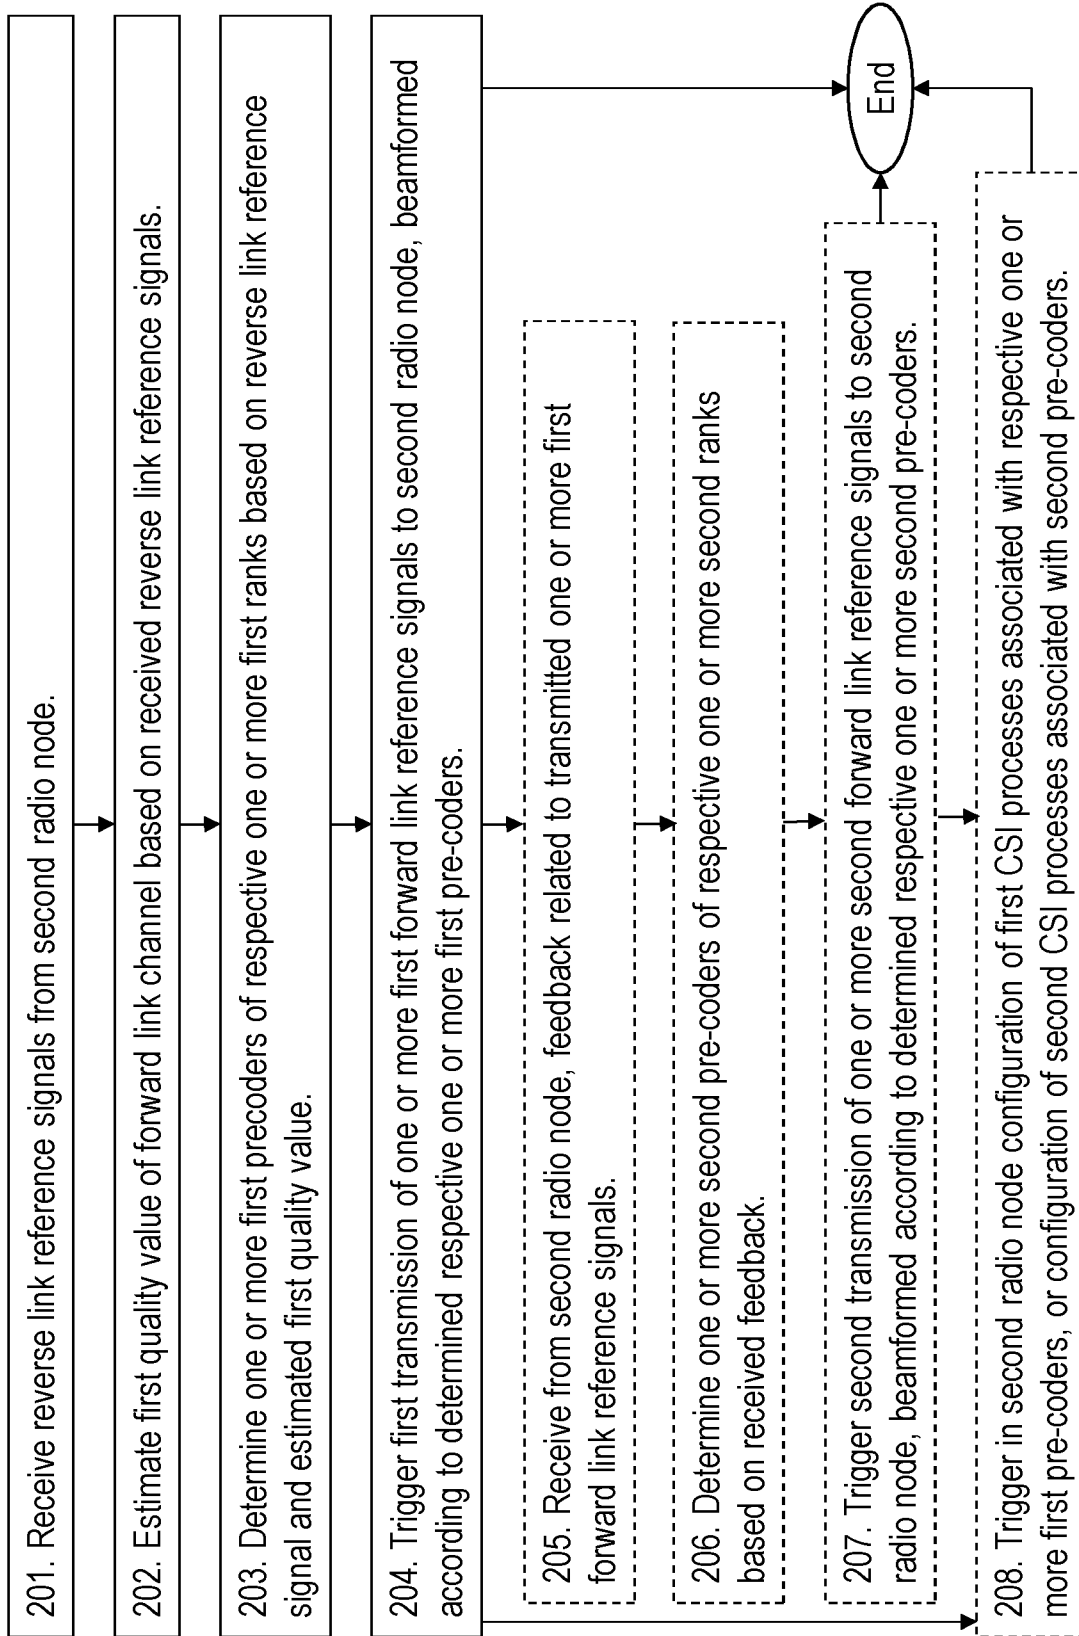 201. Receive reverse link reference signals from second radio node.
202. Estimate first quality value of forward link channel based on received reverse link reference signals.
203. Determine one or more first precoders of respective one or more first ranks based on reverse link reference
signal and estimated first quality value.
204. Trigger first transmission of one or more first forward link reference signals to second radio node, beamformed
according to determined respective one or more first pre-coders.
205. Receive from second radio node, feedback related to transmitted one or more first
forward link reference signals.
206. Determine one or more second pre-coders of respective one or more second ranks
based on received feedback.
207. Trigger second transmission of one or more second forward link reference signals to second
radio node, beamformed according to determined respective one or more second pre-coders.
End
208. Trigger in second radio node configuration of first CSI processes associated with respective one or
more first pre-coders, or configuration of second CSI processes associated with second pre-coders.